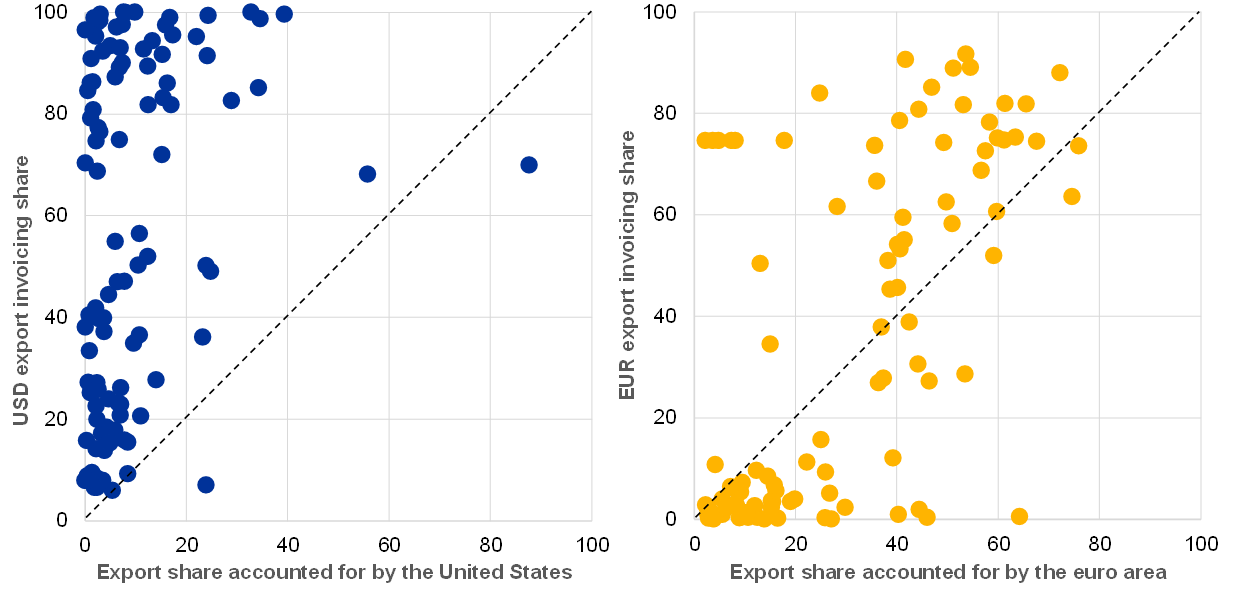 USD export invoicing share
100
80
60
40
20
0
0 20 40 60 80 100
Export share accounted for by the United States
EUR export invoicing share
100
80
60
40
20
0
0 20 40 60 80 100
Export share accounted for by the euro area